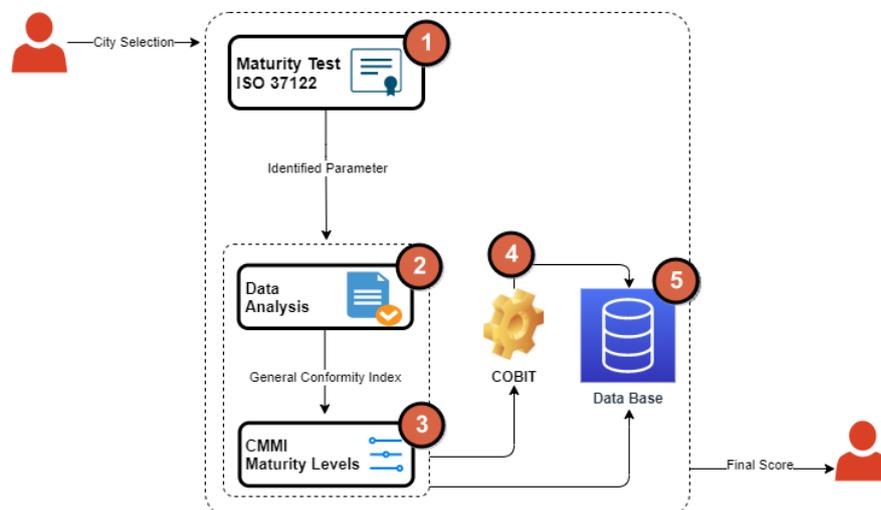 City Selection
1
Maturity Test
ISO 37122
Identified Parameter
2
Data
Analysis
General Conformity Index
3
CMMI
Maturity Levels
4
COBIT
5
Data Base
Final Score